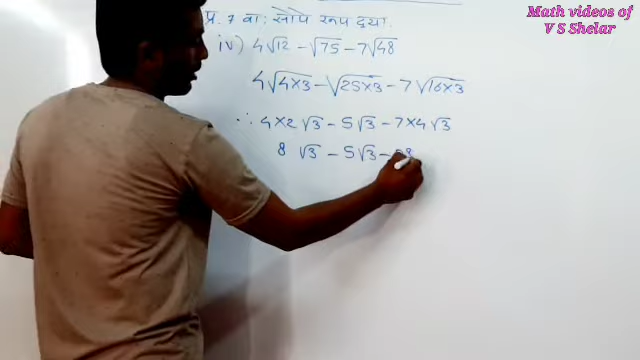 Math videos of
V S Shelar
प्र. 7 वा: सोपे रूप द्या.
iv) 4√12 - √75 - 7√48
4√4×3 - √25×3 - 7√16×3
∴ 4×2 √3 - 5√3 - 7×4 √3
8 √3 - 5√3 - 28